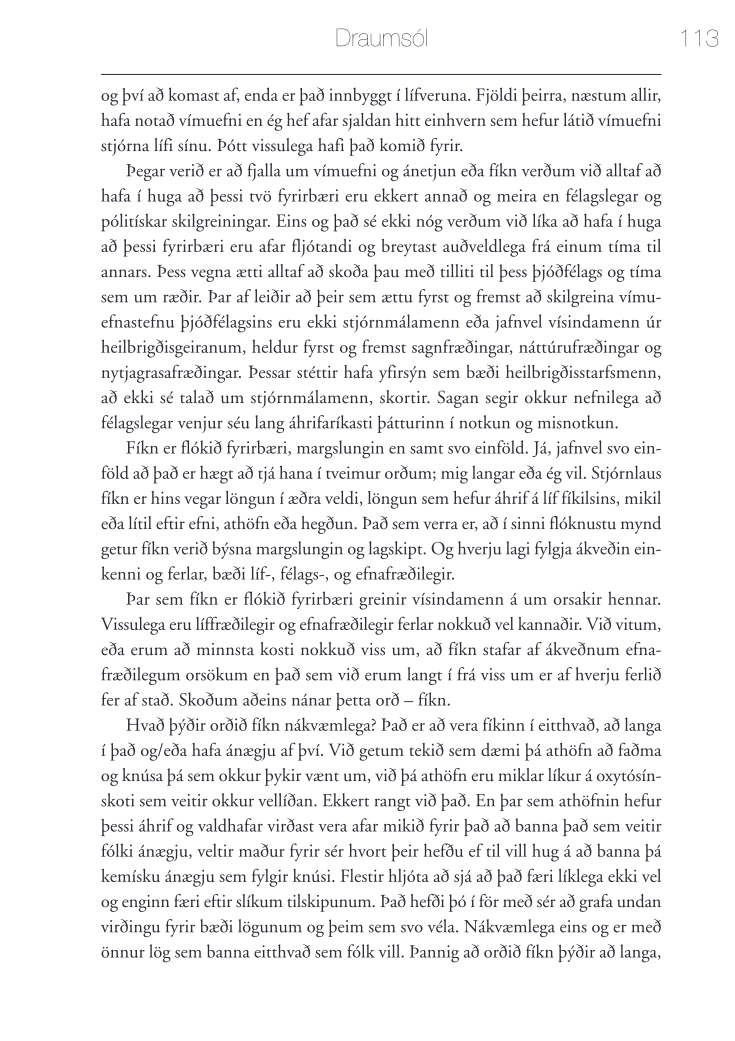 Draumsól 113
og því að komast af, enda er það innbyggt í lífveruna. Fjöldi þeirra, næstum allir,
hafa notað vímuefni en ég hef afar sjaldan hitt einhvern sem hefur látið vímuefni
stjórna lífi sínu. Þótt vissulega hafi það komið fyrir.
Þegar verið er að fjalla um vímuefni og ánetjun eða fíkn verðum við alltaf að
hafa í huga að þessi tvö fyrirbæri eru ekkert annað og meira en félagslegar og
pólitískar skilgreiningar. Eins og það sé ekki nóg verðum við líka að hafa í huga
að þessi fyrirbæri eru afar fljótandi og breytast auðveldlega frá einum tíma til
annars. Þess vegna ætti alltaf að skoða þau með tilliti til þess þjóðfélags og tíma
sem um ræðir. Þar af leiðir að þeir sem ættu fyrst og fremst að skilgreina vímu-
efnastefnu þjóðfélagsins eru ekki stjórnmálamenn eða jafnvel vísindamenn úr
heilbrigðisgeiranum, heldur fyrst og fremst sagnfræðingar, náttúrufræðingar og
nytjagrasafræðingar. Þessar stéttir hafa yfirsýn sem bæði heilbrigðisstarfsmenn,
að ekki sé talað um stjórnmálamenn, skortir. Sagan segir okkur nefnilega að
félagslegar venjur séu lang áhrifaríkasti þátturinn í notkun og misnotkun.
Fíkn er flókið fyrirbæri, margslungin en samt svo einföld. Já, jafnvel svo ein-
föld að það er hægt að tjá hana í tveimur orðum; mig langar eða ég vil. Stjórnlaus
fíkn er hins vegar löngun í æðra veldi, löngun sem hefur áhrif á líf fíkilsins, mikil
eða lítil eftir efni, athöfn eða hegðun. Það sem verra er, að í sinni flóknustu mynd
getur fíkn verið býsna margslungin og lagskipt. Og hverju lagi fylgja ákveðin ein-
kenni og ferlar, bæði líf-, félags-, og efnafræðilegir.
Þar sem fíkn er flókið fyrirbæri greinir vísindamenn á um orsakir hennar.
Vissulega eru líffræðilegir og efnafræðilegir ferlar nokkuð vel kannaðir. Við vitum,
eða erum að minnsta kosti nokkuð viss um, að fíkn stafar af ákveðnum efna-
fræðilegum orsökum en það sem við erum langt í frá viss um er af hverju ferlið
fer af stað. Skoðum aðeins nánar þetta orð – fíkn.
Hvað þýðir orðið fíkn nákvæmlega? Það er að vera fíkinn í eitthvað, að langa
í það og/eða hafa ánægju af því. Við getum tekið sem dæmi þá athöfn að faðma
og knúsa þá sem okkur þykir vænt um, við þá athöfn eru miklar líkur á oxytósín-
skoti sem veitir okkur vellíðan. Ekkert rangt við það. En þar sem athöfnin hefur
þessi áhrif og valdhafar virðast vera afar mikið fyrir það að banna það sem veitir
fólki ánægju, veltir maður fyrir sér hvort þeir hefðu ef til vill hug á að banna þá
kemísku ánægju sem fylgir knúsi. Flestir hljóta að sjá að það færi líklega ekki vel
og enginn færi eftir slíkum tilskipunum. Það hefði þó í för með sér að grafa undan
virðingu fyrir bæði lögunum og þeim sem svo véla. Nákvæmlega eins og er með
önnur lög sem banna eitthvað sem fólk vill. Þannig að orðið fíkn þýðir að langa,